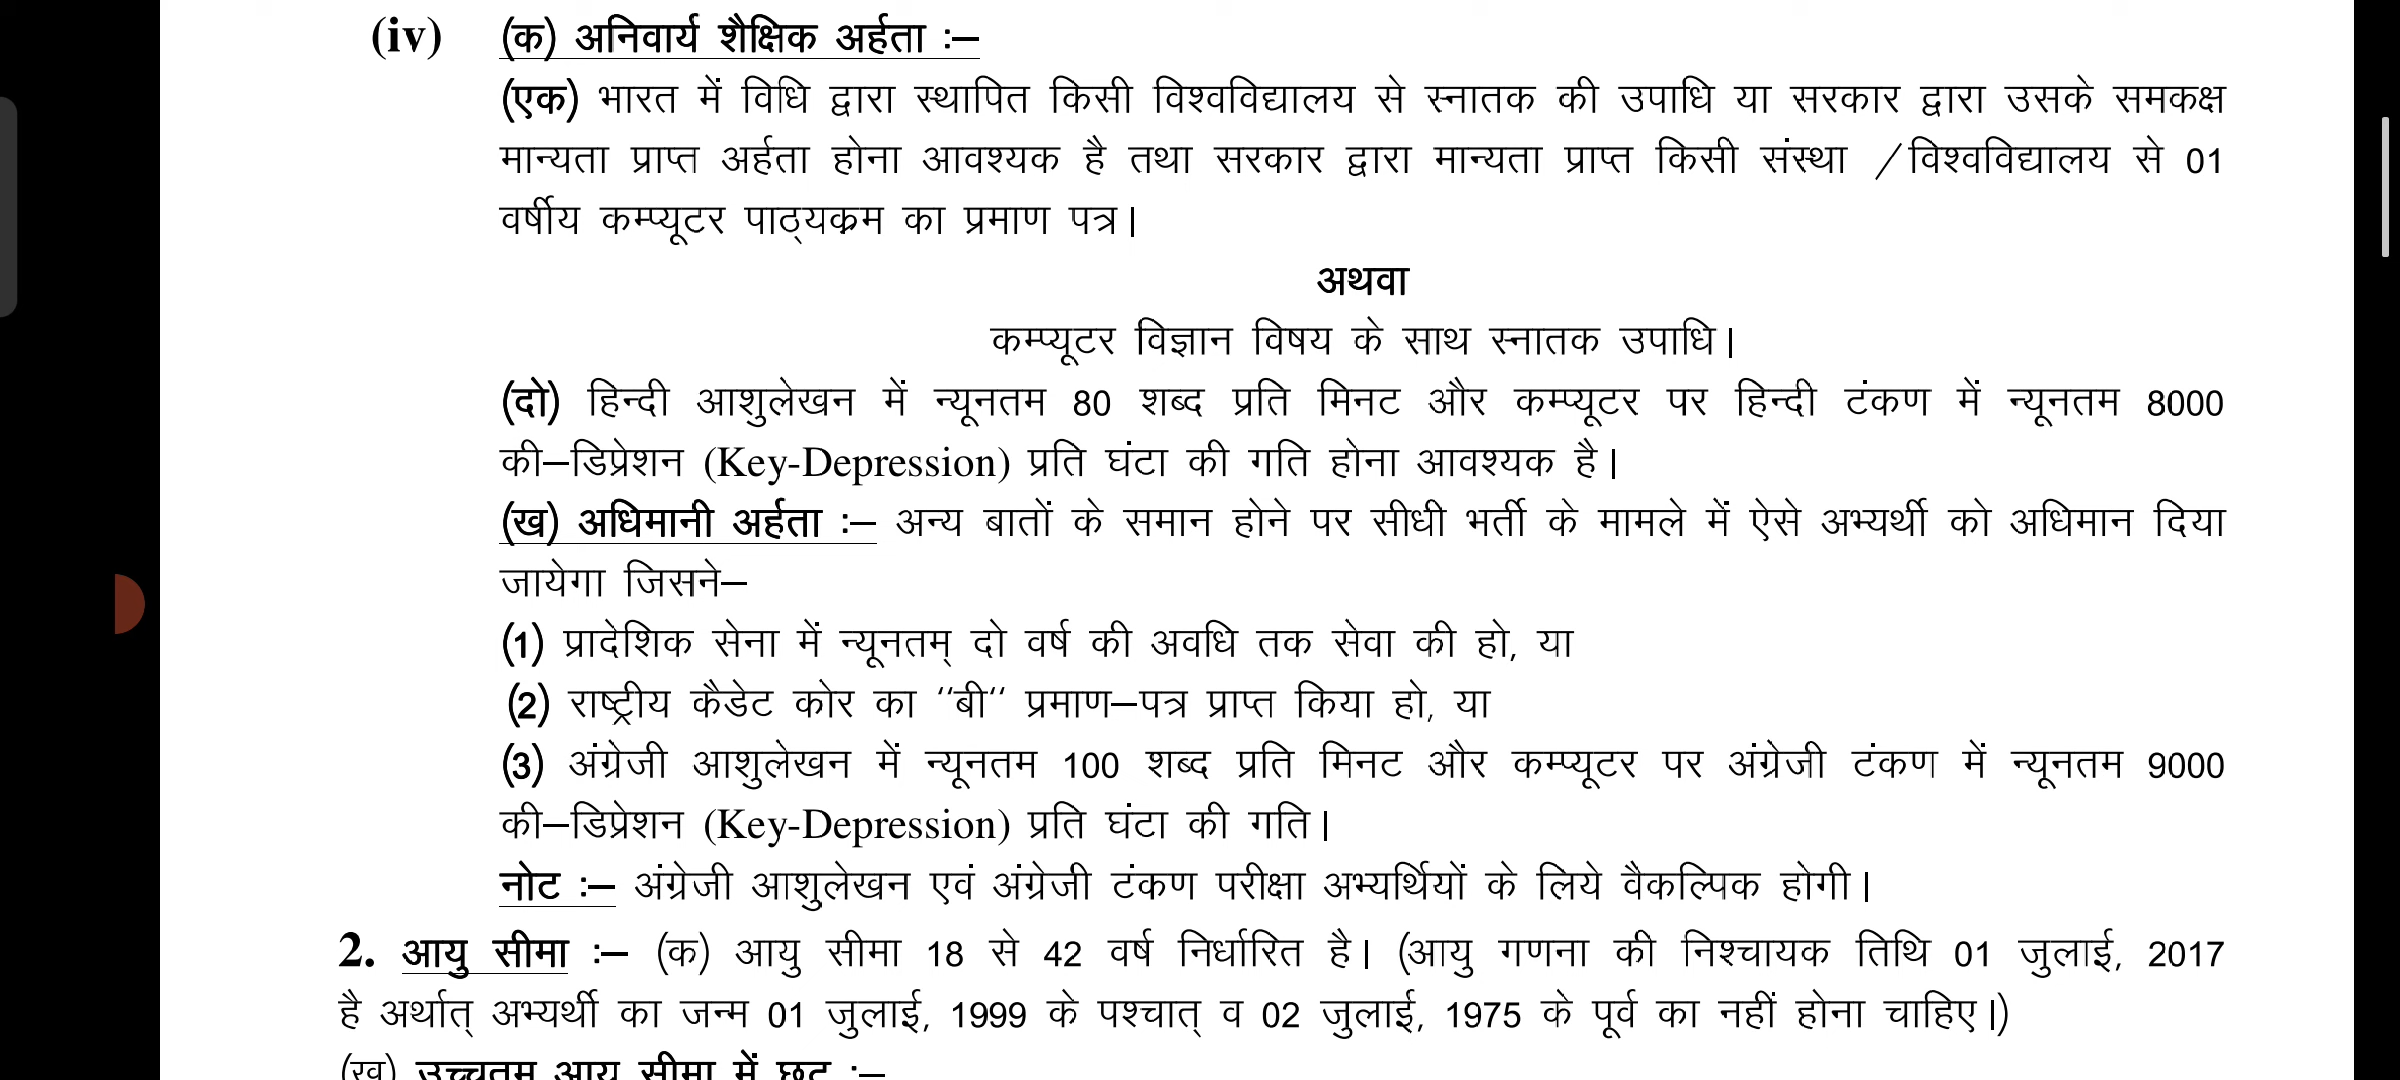 (iv) (क) अनिवार्य शैक्षिक अर्हता :–
(एक) भारत में विधि द्वारा स्थापित किसी विश्वविद्यालय से स्नातक की उपाधि या सरकार द्वारा उसके समकक्ष
मान्यता प्राप्त अर्हता होना आवश्यक है तथा सरकार द्वारा मान्यता प्राप्त किसी संस्था /विश्वविद्यालय से 01
वर्षीय कम्प्यूटर पाठ्यक्रम का प्रमाण पत्र।
अथवा
कम्प्यूटर विज्ञान विषय के साथ स्नातक उपाधि।
(दो) हिन्दी आशुलेखन में न्यूनतम 80 शब्द प्रति मिनट और कम्प्यूटर पर हिन्दी टंकण में न्यूनतम 8000
की–डिप्रेशन (Key-Depression) प्रति घंटा की गति होना आवश्यक है।
(ख) अधिमानी अर्हता :– अन्य बातों के समान होने पर सीधी भर्ती के मामले में ऐसे अभ्यर्थी को अधिमान दिया
जायेगा जिसने–
(1) प्रादेशिक सेना में न्यूनतम् दो वर्ष की अवधि तक सेवा की हो, या
(2) राष्ट्रीय कैडेट कोर का ‘‘बी‘‘ प्रमाण–पत्र प्राप्त किया हो, या
(3) अंग्रेजी आशुलेखन में न्यूनतम 100 शब्द प्रति मिनट और कम्प्यूटर पर अंग्रेजी टंकण में न्यूनतम 9000
की–डिप्रेशन (Key-Depression) प्रति घंटा की गति।
नोट :– अंग्रेजी आशुलेखन एवं अंग्रेजी टंकण परीक्षा अभ्यर्थियों के लिये वैकल्पिक होगी।
2. आयु सीमा :– (क) आयु सीमा 18 से 42 वर्ष निर्धारित है। (आयु गणना की निश्चायक तिथि 01 जुलाई, 2017
है अर्थात् अभ्यर्थी का जन्म 01 जुलाई, 1999 के पश्चात् व 02 जुलाई, 1975 के पूर्व का नहीं होना चाहिए।)
(ख) उच्चतम आयु सीमा में छूट :–